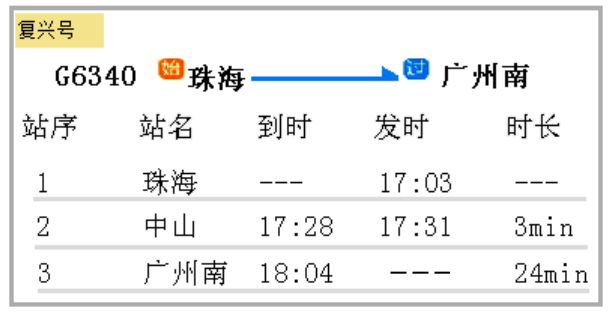 复兴号
G6340 始 珠海 过 广州南
站序 站名 到时 发时 时长
1 珠海 --- 17:03 ---
2 中山 17:28 17:31 3min
3 广州南 18:04 --- 24min